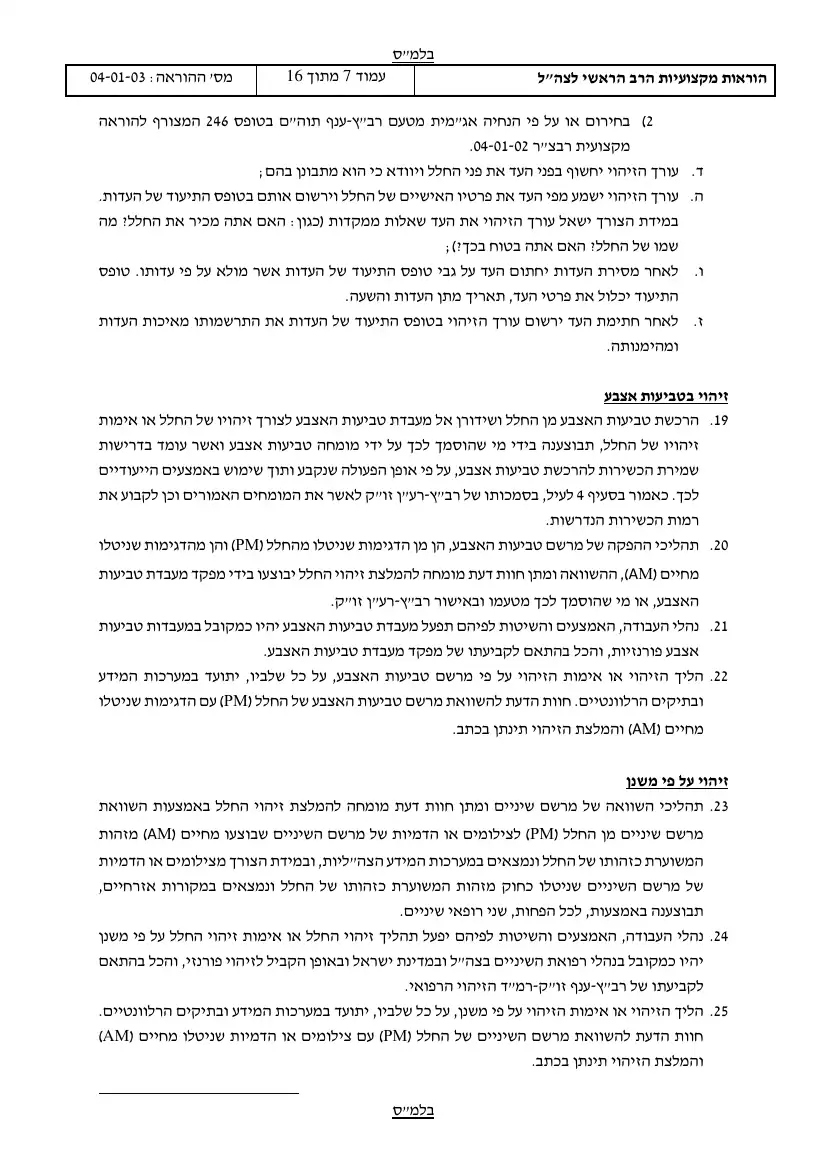 בלמ״ס
הוראות מקצועיות הרב הראשי לצה״ל עמוד 7 מתוך 16 מס׳ ההוראה: 04-01-03
2) בחירום או על פי הנחיה אג״מית מטעם רב״ץ-ענף תוה״ם בטופס 246 המצורף להוראה
מקצועית רבצ״ר 04-01-02.
ד. עורך הזיהוי יחשוף בפני העד את פני החלל ויוודא כי הוא מתבונן בהם;
ה. עורך הזיהוי ישמע מפי העד את פרטיו האישיים של החלל וירשום אותם בטופס התיעוד של העדות.
במידת הצורך ישאל עורך הזיהוי את העד שאלות ממקדות (כגון: האם אתה מכיר את החלל? מה
שמו של החלל? האם אתה בטוח בכך?);
ו. לאחר מסירת העדות יחתום העד על גבי טופס התיעוד של העדות אשר מולא על פי עדותו. טופס
התיעוד יכלול את פרטי העד, תאריך מתן העדות והשעה.
ז. לאחר חתימת העד ירשום עורך הזיהוי בטופס התיעוד של העדות את התרשמותו מאיכות העדות
ומהימנותה.
זיהוי בטביעות אצבע
19. הרכשת טביעות האצבע מן החלל ושידורן אל מעבדת טביעות האצבע לצורך זיהויו של החלל או אימות
זיהויו של החלל, תבוצענה בידי מי שהוסמך לכך על ידי מומחה טביעות אצבע ואשר עומד בדרישות
שמירת הכשירות להרכשת טביעות אצבע, על פי אופן הפעולה שנקבע ותוך שימוש באמצעים הייעודיים
לכך. כאמור בסעיף 4 לעיל, בסמכותו של רב״ץ-רע״ן זו״ק לאשר את המומחים האמורים וכן לקבוע את
רמות הכשירות הנדרשות.
20. תהליכי ההפקה של מרשם טביעות האצבע, הן מן הדגימות שניטלו מהחלל (PM) והן מהדגימות שניטלו
מחיים (AM), ההשוואה ומתן חוות דעת מומחה להמלצת זיהוי החלל יבוצעו בידי מפקד מעבדת טביעות
האצבע, או מי שהוסמך לכך מטעמו ובאישור רב״ץ-רע״ן זו״ק.
21. נהלי העבודה, האמצעים והשיטות לפיהם תפעל מעבדת טביעות האצבע יהיו כמקובל במעבדות טביעות
אצבע פורנזיות, והכל בהתאם לקביעתו של מפקד מעבדת טביעות האצבע.
22. הליך הזיהוי או אימות הזיהוי על פי מרשם טביעות האצבע, על כל שלביו, יתועד במערכות המידע
ובתיקים הרלוונטיים. חוות הדעת להשוואת מרשם טביעות האצבע של החלל (PM) עם הדגימות שניטלו
מחיים (AM) והמלצת הזיהוי תינתן בכתב.
זיהוי על פי משנן
23. תהליכי השוואה של מרשם שיניים ומתן חוות דעת מומחה להמלצת זיהוי החלל באמצעות השוואת
מרשם שיניים מן החלל (PM) לצילומים או הדמיות של מרשם השיניים שבוצעו מחיים (AM) מזהות
המשוערת כזהותו של החלל ונמצאים במערכות המידע הצה״ליות, ובמידת הצורך מצילומים או הדמיות
של מרשם השיניים שניטלו כחוק מזהות המשוערת כזהותו של החלל ונמצאים במקורות אזרחיים,
תבוצענה באמצעות, לכל הפחות, שני רופאי שיניים.
24. נהלי העבודה, האמצעים והשיטות לפיהם יפעל תהליך זיהוי החלל או אימות זיהוי החלל על פי משנן
יהיו כמקובל בנהלי רפואת השיניים בצה״ל ובמדינת ישראל ובאופן הקביל לזיהוי פורנזי, והכל בהתאם
לקביעתו של רב״ץ-ענף זו״ק-רמ״ד הזיהוי הרפואי.
25. הליך הזיהוי או אימות הזיהוי על פי משנן, על כל שלביו, יתועד במערכות המידע ובתיקים הרלוונטיים.
חוות הדעת להשוואת מרשם השיניים של החלל (PM) עם צילומים או הדמיות שניטלו מחיים (AM)
והמלצת הזיהוי תינתן בכתב.
בלמ״ס